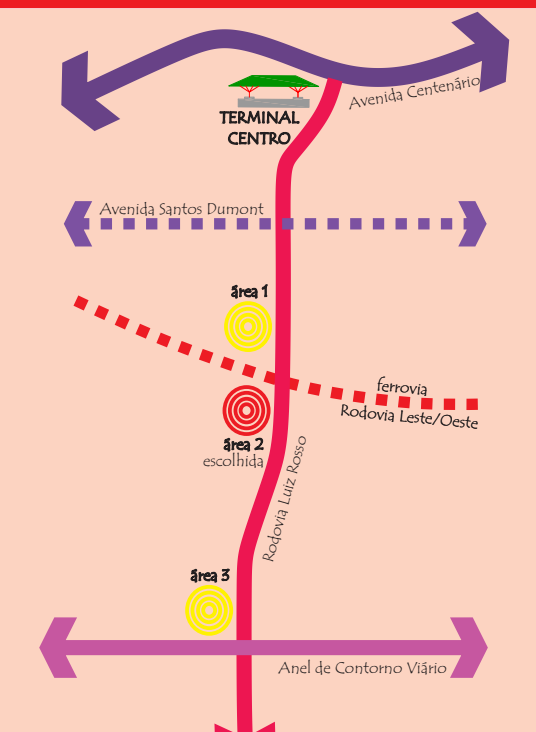 Avenida Centenário
TERMINAL
CENTRO
Avenida Santos Dumont
área 1
ferrovia
Rodovia Leste/Oeste
área 2
escolhida
Rodovia Luiz Rosso
área 3
Anel de Contorno Viário